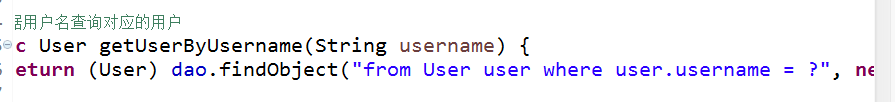 用户名查询对应的用户
c User getUserByUsername(String username) {
eturn (User) dao.findObject("from User user where user.username = ?", ne